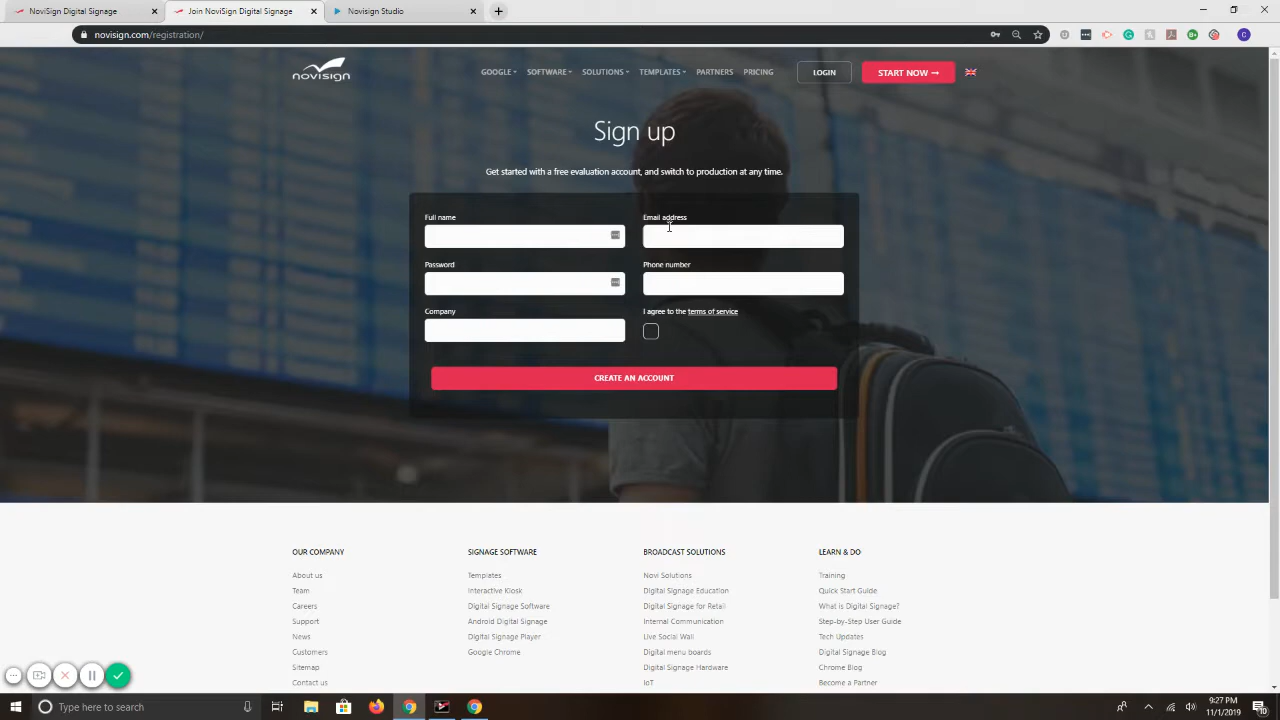 NoviSign Digital Signage
Join NoviSign Digital Signage
NoviSign Studio
novisign.com/registration/
novisign
GOOGLE
SOFTWARE
SOLUTIONS
TEMPLATES
PARTNERS
PRICING
LOGIN
START NOW →
Sign up
Get started with a free evaluation account, and switch to production at any time.
Full name
Email address
Password
Phone number
Company
I agree to the terms of service
CREATE AN ACCOUNT
OUR COMPANY
About us
Team
Careers
Support
News
Customers
Sitemap
Contact us
SIGNAGE SOFTWARE
Templates
Interactive Kiosk
Digital Signage Software
Android Digital Signage
Digital Signage Player
Google Chrome
BROADCAST SOLUTIONS
Novi Solutions
Digital Signage Education
Digital Signage for Retail
Internal Communication
Live Social Wall
Digital menu boards
Digital Signage Hardware
IoT
LEARN & DO
Training
Quick Start Guide
What is Digital Signage?
Step-by-Step User Guide
Tech Updates
Digital Signage Blog
Chrome Blog
Become a Partner
Type here to search
9:27 PM
11/1/2019